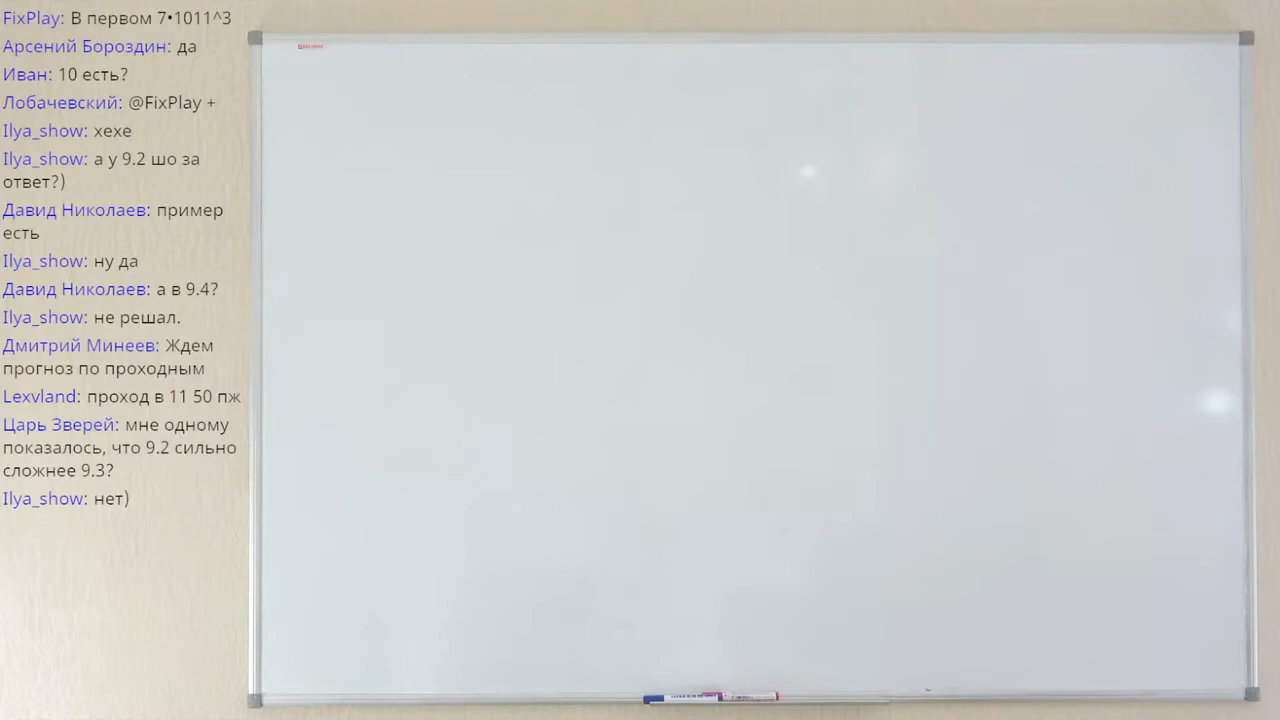 FixPlay: В первом 7•1011^3
Арсений Бороздин: да
Иван: 10 есть?
Лобачевский: @FixPlay +
Ilya_show: хехе
Ilya_show: а у 9.2 шо за
ответ?)
Давид Николаев: пример
есть
Ilya_show: ну да
Давид Николаев: а в 9.4?
Ilya_show: не решал.
Дмитрий Минеев: Ждем
прогноз по проходным
Lexvland: проход в 11 50 пж
Царь Зверей: мне одному
показалось, что 9.2 сильно
сложнее 9.3?
Ilya_show: нет)